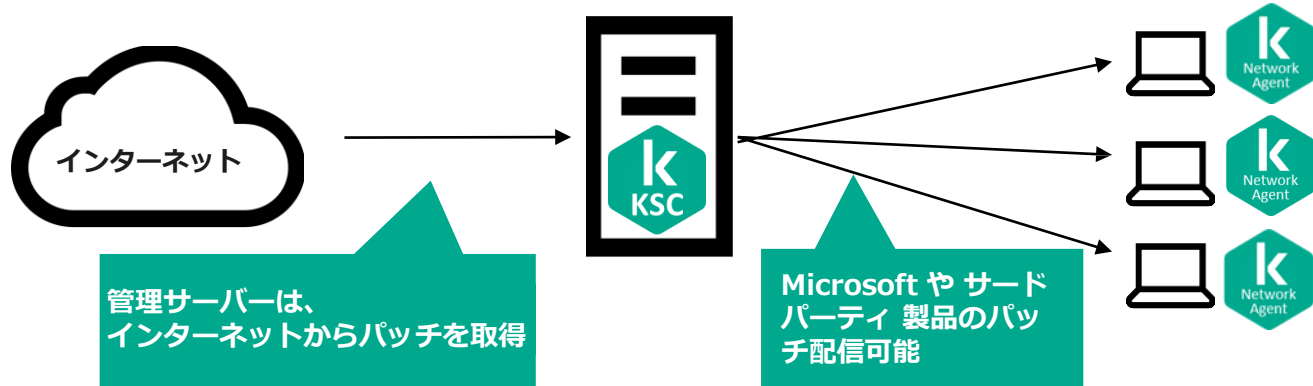 インターネット
k
KSC
k
Network
Agent
k
Network
Agent
k
Network
Agent
管理サーバーは、
インターネットからパッチを取得
Microsoft や サード
パーティ 製品のパッ
チ配信可能